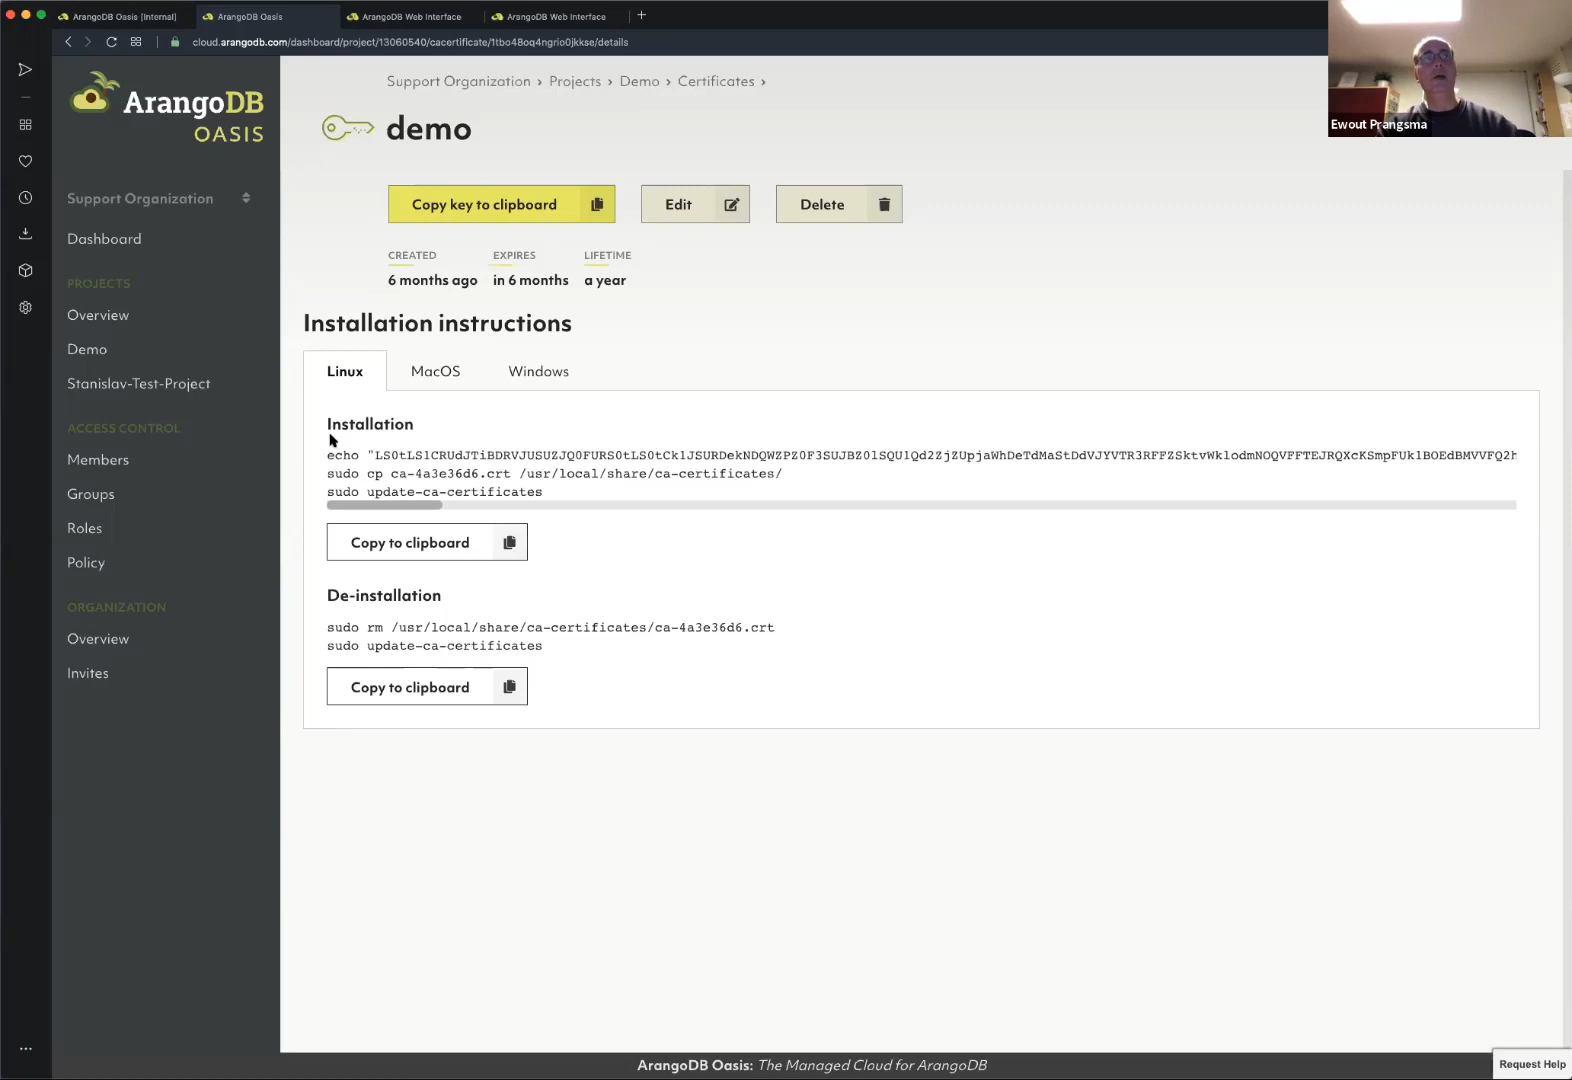 ArangoDB Oasis [Internal]
ArangoDB Oasis
ArangoDB Web Interface
ArangoDB Web Interface
cloud.arangodb.com/dashboard/project/13060540/cacertificate/1tbo48oq4ngrio0jkkse/details
Ewout Prangsma
ArangoDB
OASIS
Support Organization
Dashboard
PROJECTS
Overview
Demo
Stanislav-Test-Project
ACCESS CONTROL
Members
Groups
Roles
Policy
ORGANIZATION
Overview
Invites
Support Organization › Projects › Demo › Certificates ›
demo
Copy key to clipboard
Edit
Delete
CREATED
6 months ago
EXPIRES
in 6 months
LIFETIME
a year
Installation instructions
Linux
MacOS
Windows
Installation
echo
sudo cp ca-4a3e36d6.crt /usr/local/share/ca-certificates/
sudo update-ca-certificates
Copy to clipboard
De-installation
sudo rm /usr/local/share/ca-certificates/ca-4a3e36d6.crt
sudo update-ca-certificates
Copy to clipboard
ArangoDB Oasis: The Managed Cloud for ArangoDB
Request Help